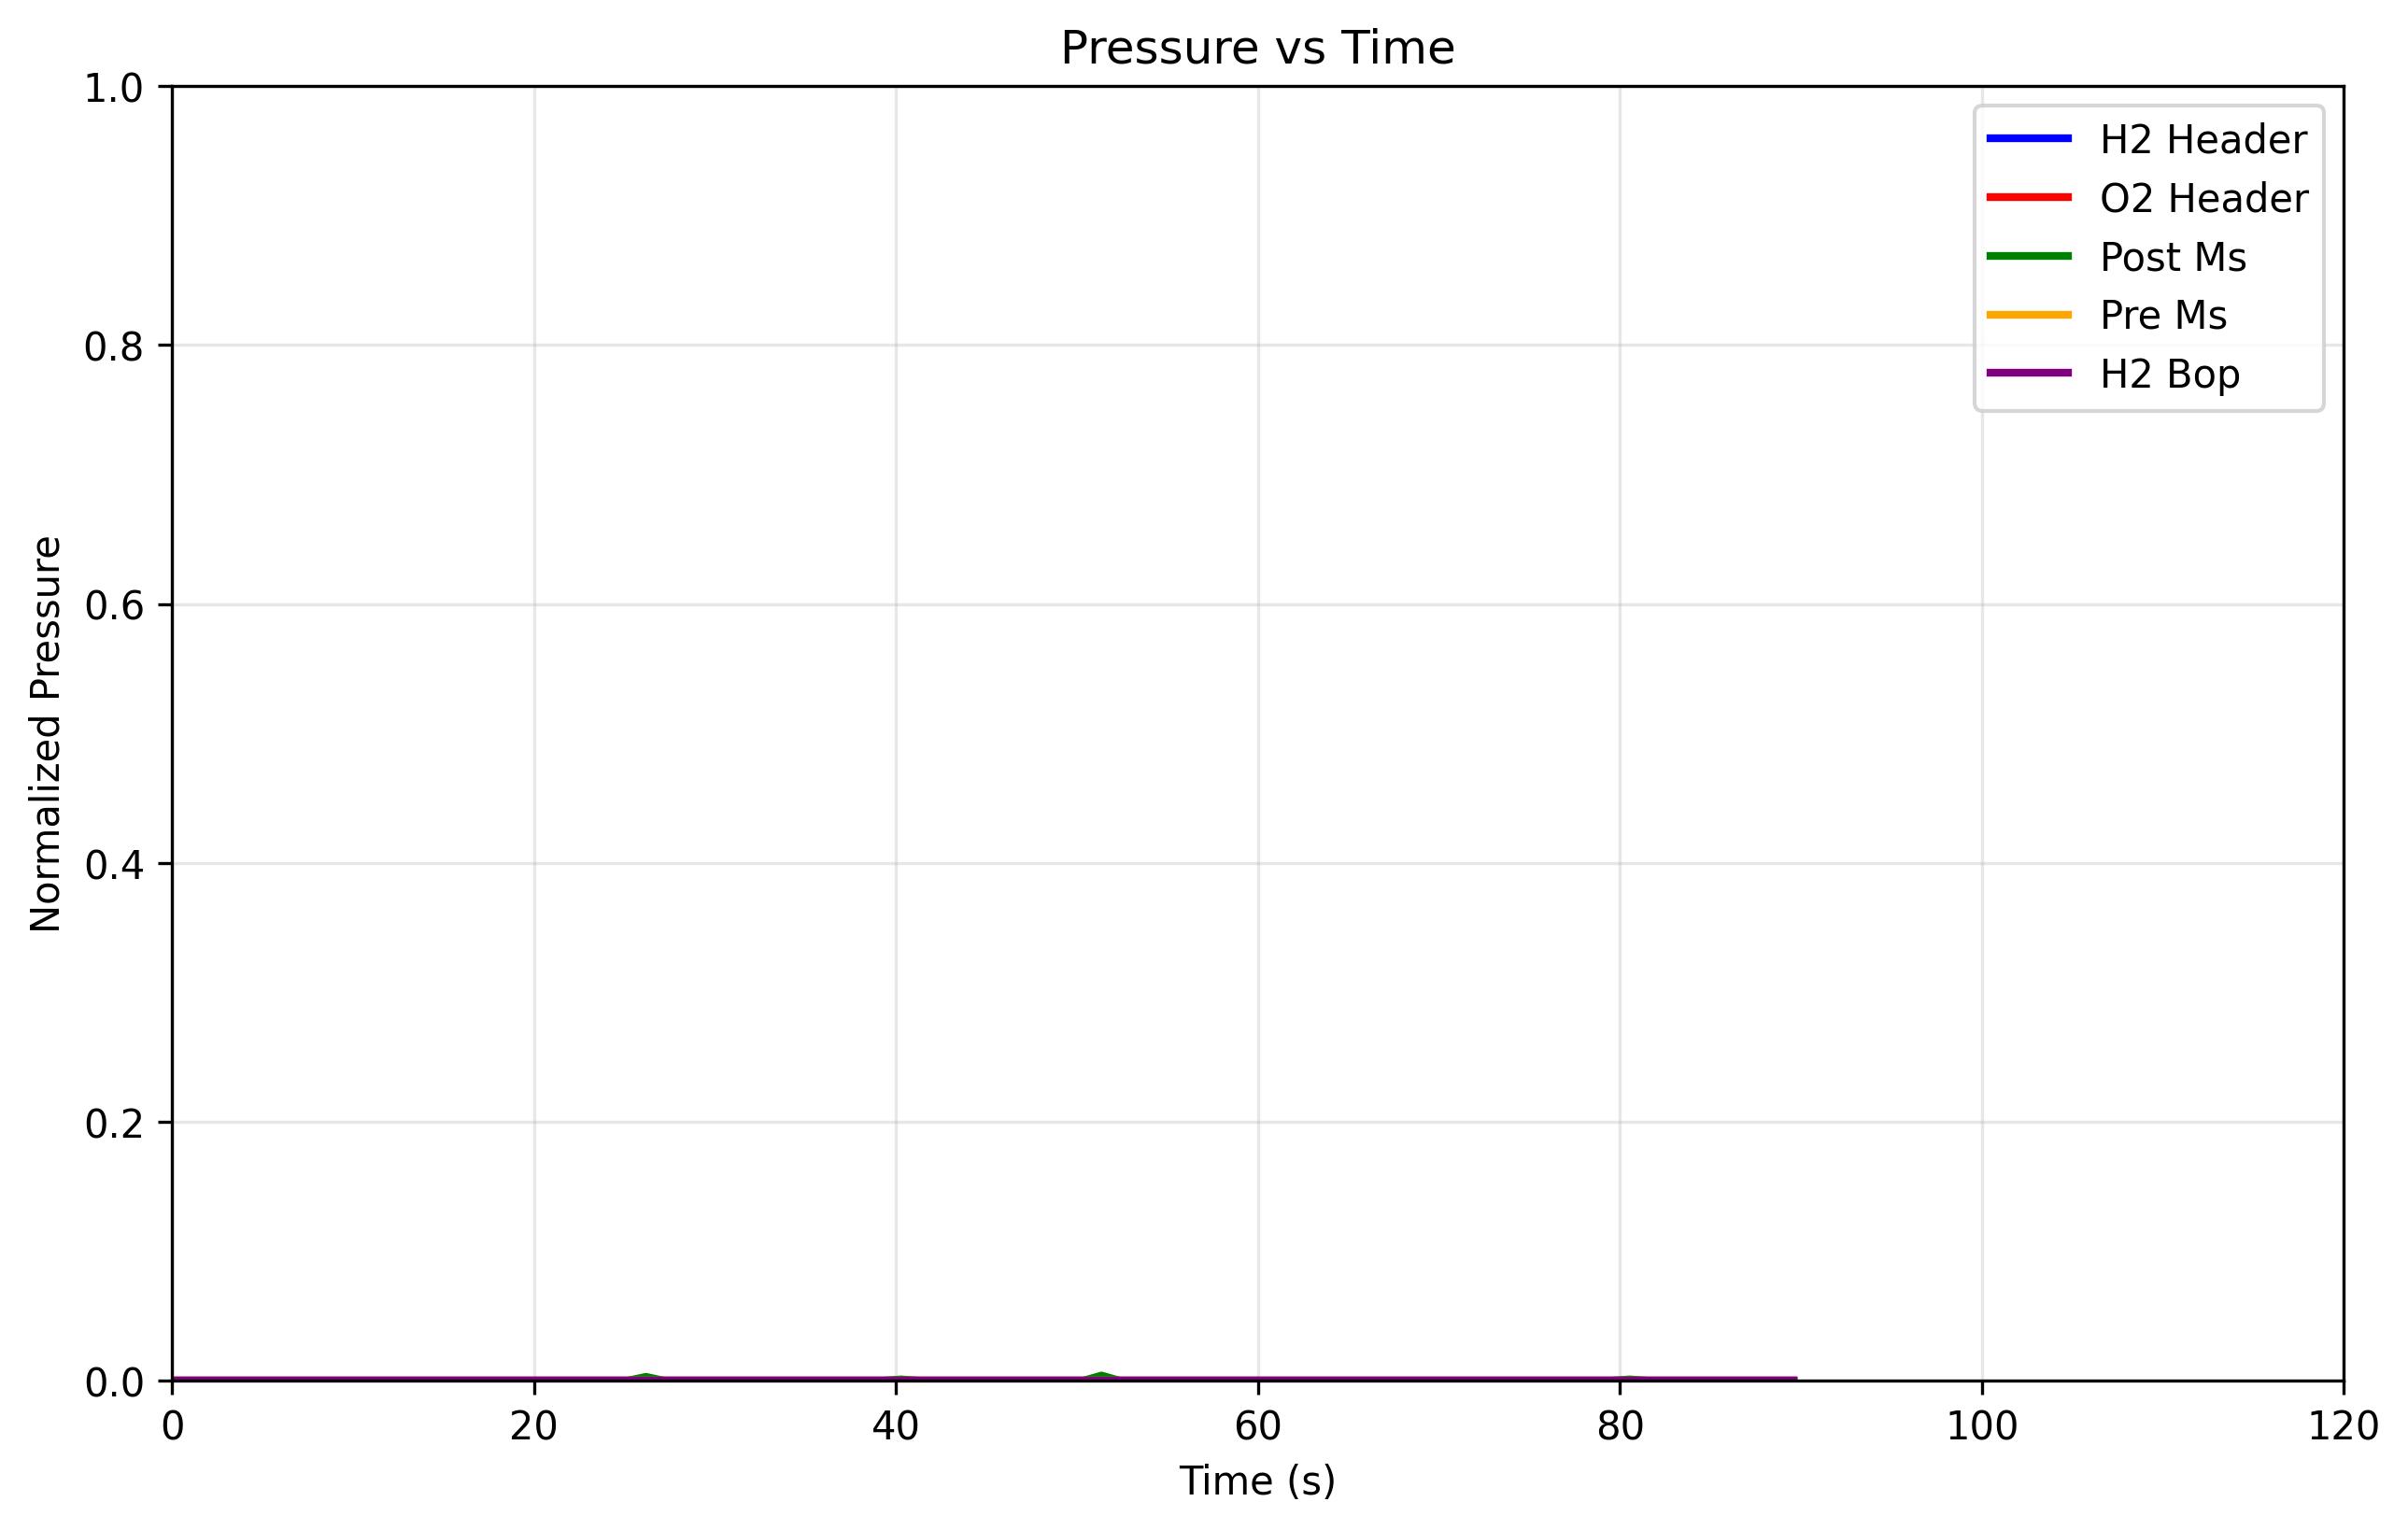 Pressure vs Time
1.0
0.8
0.6
0.4
0.2
0.0
Normalized Pressure
H2 Header
O2 Header
Post Ms
Pre Ms
H2 Bop
0 20 40 60 80 100 120
Time (s)